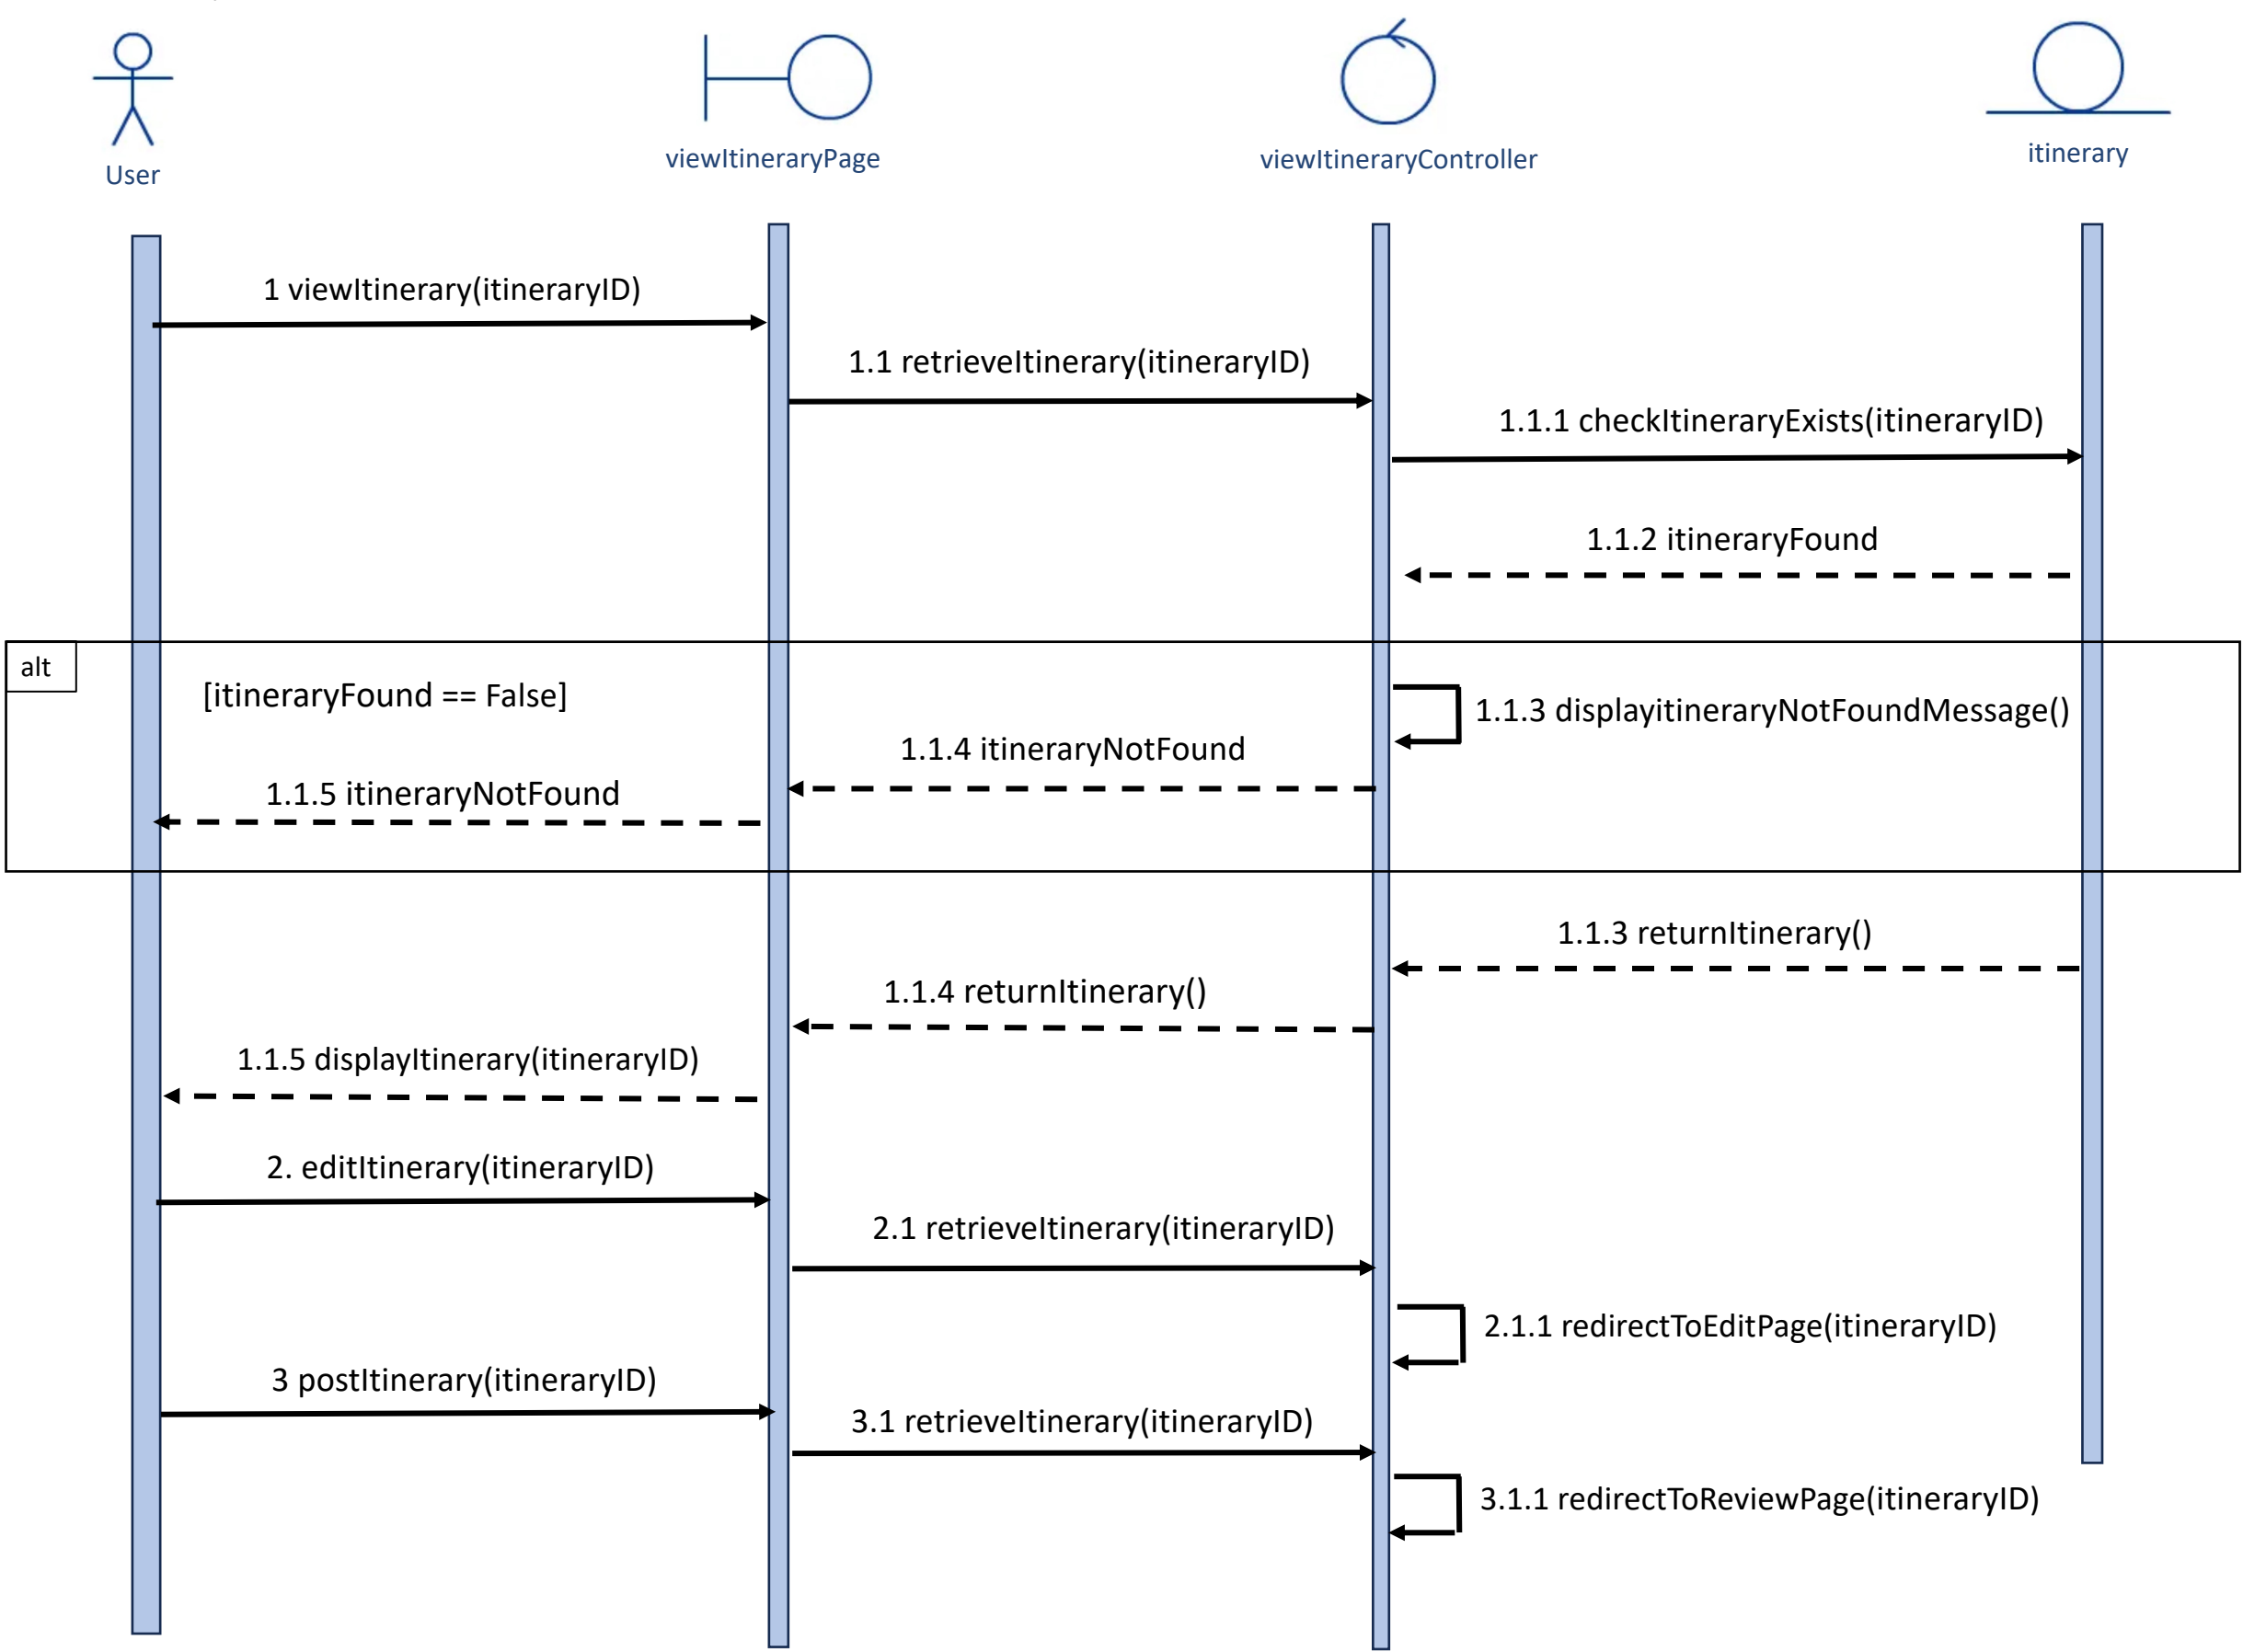 User
viewItineraryPage
viewItineraryController
itinerary
1 viewItinerary(itineraryID)
1.1 retrieveItinerary(itineraryID)
1.1.1 checkItineraryExists(itineraryID)
1.1.2 itineraryFound
alt
[itineraryFound == False]
1.1.3 displayitineraryNotFoundMessage()
1.1.4 itineraryNotFound
1.1.5 itineraryNotFound
1.1.3 returnItinerary()
1.1.4 returnItinerary()
1.1.5 displayItinerary(itineraryID)
2. editItinerary(itineraryID)
2.1 retrieveItinerary(itineraryID)
2.1.1 redirectToEditPage(itineraryID)
3 postItinerary(itineraryID)
3.1 retrieveItinerary(itineraryID)
3.1.1 redirectToReviewPage(itineraryID)